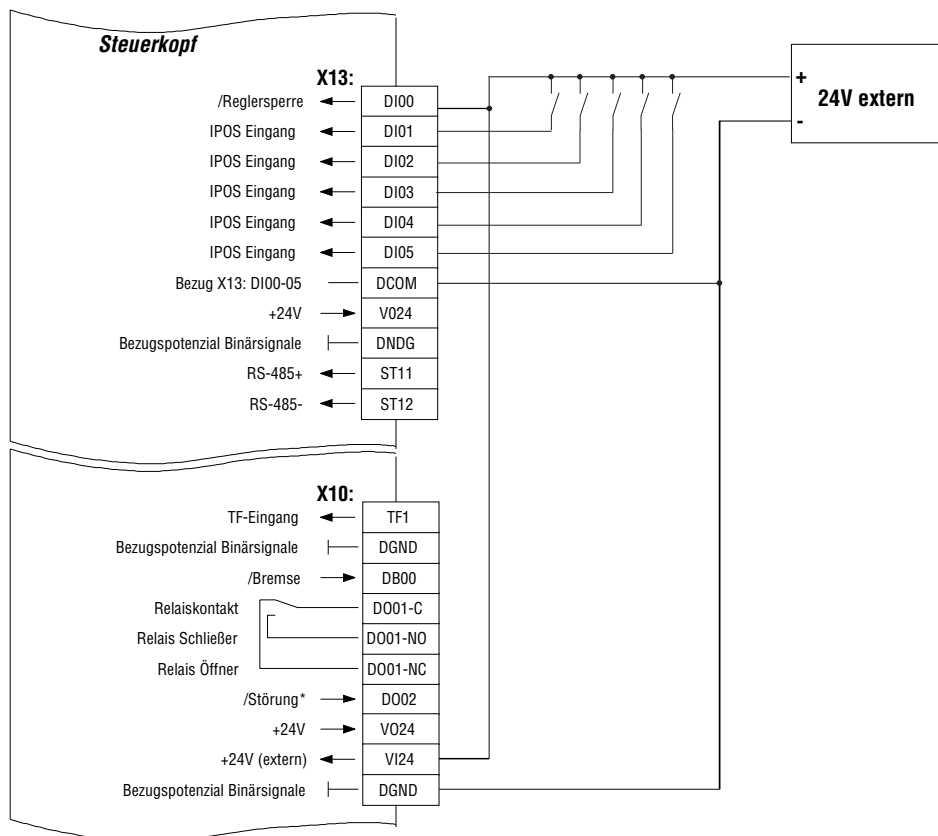 Steuerkopf
X13:
/Reglersperre DI00
IPOS Eingang DI01
IPOS Eingang DI02
IPOS Eingang DI03
IPOS Eingang DI04
IPOS Eingang DI05
Bezug X13: DI00-05 DCOM
+24V VO24
Bezugspotenzial Binärsignale DNDG
RS-485+ ST11
RS-485- ST12
+
24V extern
-
X10:
TF-Eingang TF1
Bezugspotenzial Binärsignale DGND
/Bremse DB00
Relaiskontakt DO01-C
Relais Schließer DO01-NO
Relais Öffner DO01-NC
/Störung* DO02
+24V VO24
+24V (extern) VI24
Bezugspotenzial Binärsignale DGND